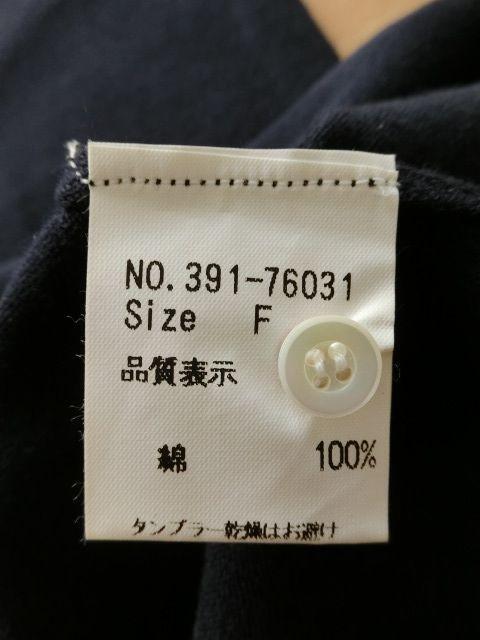 NO.391-76031
Size F
品質表示
綿 100%
タンブラー乾燥はお避け